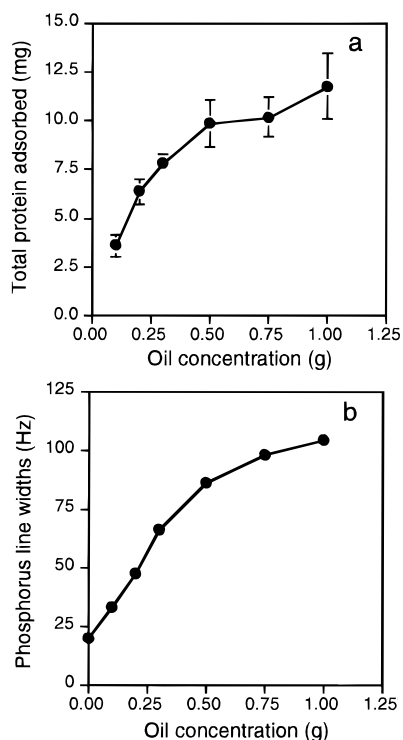 15.0
a
12.5
10.0
7.5
5.0
2.5
0.0
Total protein adsorbed (mg)
0.00 0.25 0.50 0.75 1.00 1.25
Oil concentration (g)
125
b
100
75
50
25
0
Phosphorus line widths (Hz)
0.00 0.25 0.50 0.75 1.00 1.25
Oil concentration (g)